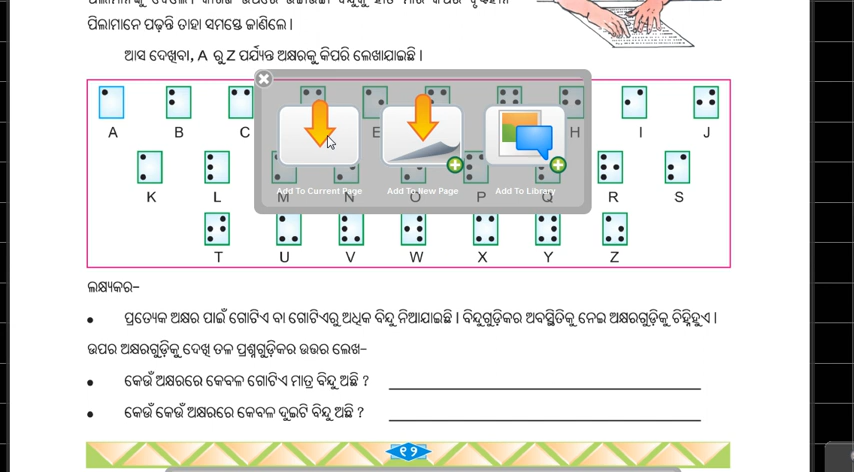 ପିଲାମାନେ ପଢ଼ନ୍ତି ତାହା ସମସ୍ତେ ଜାଣିଲେ ।
ଆସ ଦେଖିବା, A ରୁ Z ପର୍ଯ୍ୟନ୍ତ ଅକ୍ଷରକୁ କିପରି ଲେଖାଯାଇଛି ।
A B C E H I J
K L M N O P Q R S
Add To Current Page Add To New Page Add To Library
T U V W X Y Z
ଲକ୍ଷ୍ୟକର–
• ପ୍ରତ୍ୟେକ ଅକ୍ଷର ପାଇଁ ଗୋଟିଏ ବା ଗୋଟିଏରୁ ଅଧିକ ବିନ୍ଦୁ ନିଆଯାଇଛି । ବିନ୍ଦୁଗୁଡ଼ିକର ଅବସ୍ଥିତିକୁ ନେଇ ଅକ୍ଷରଗୁଡ଼ିକୁ ଚିହ୍ନିହୁଏ ।
ଉପର ଅକ୍ଷରଗୁଡ଼ିକୁ ଦେଖି ତଳ ପ୍ରଶ୍ନଗୁଡ଼ିକର ଉତ୍ତର ଲେଖ–
• କେଉଁ ଅକ୍ଷରରେ କେବଳ ଗୋଟିଏ ମାତ୍ର ବିନ୍ଦୁ ଅଛି ?
• କେଉଁ କେଉଁ ଅକ୍ଷରରେ କେବଳ ଦୁଇଟି ବିନ୍ଦୁ ଅଛି ?
୧୨